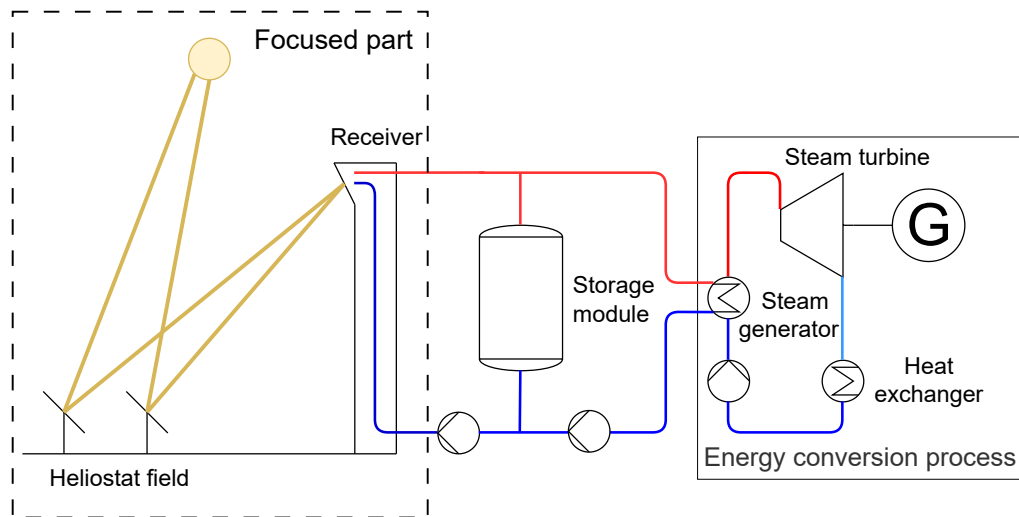 Focused part
Receiver
Steam turbine
G
Storage
module
Steam
generator
Heat
exchanger
Energy conversion process
Heliostat field